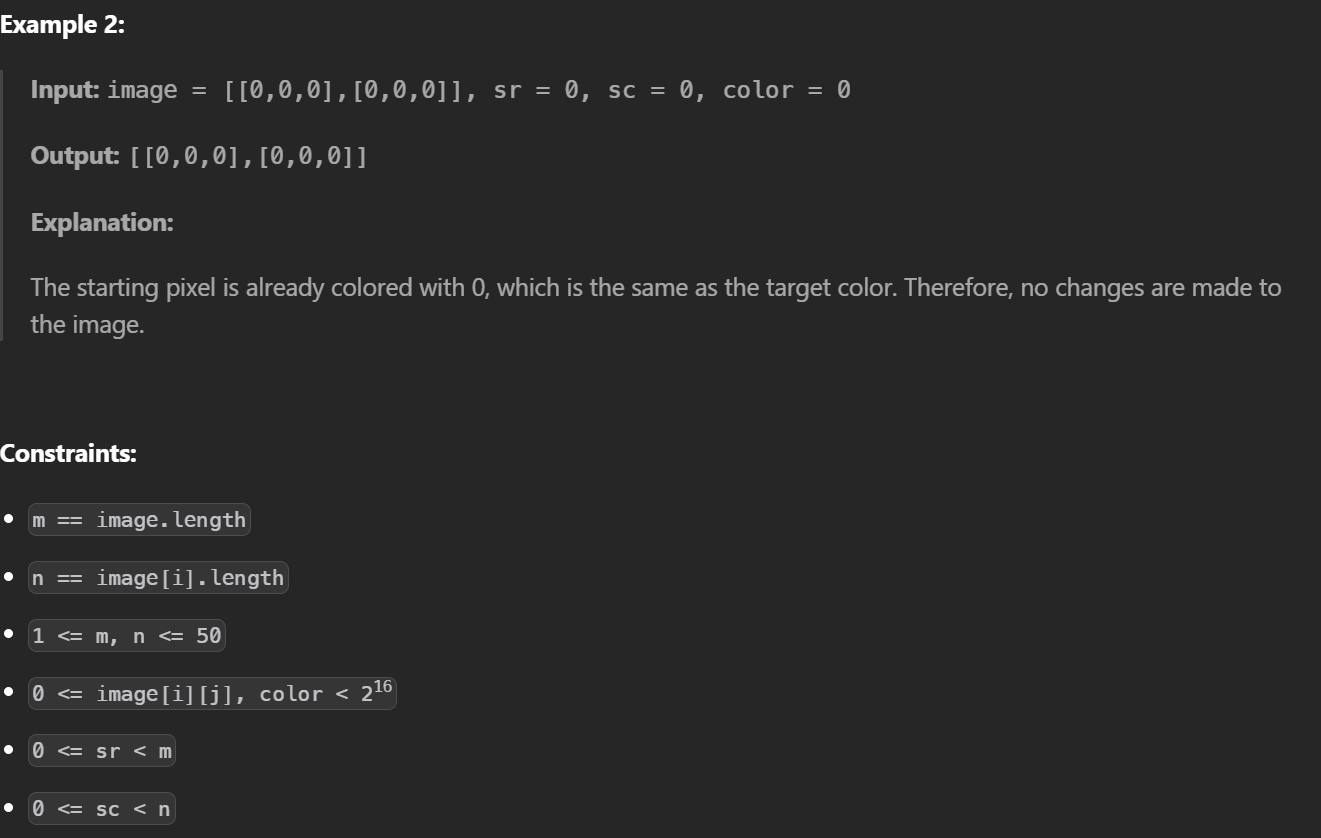 Example 2:
Input: image = [[0,0,0],[0,0,0]], sr = 0, sc = 0, color = 0
Output: [[0,0,0],[0,0,0]]
Explanation:
The starting pixel is already colored with 0, which is the same as the target color. Therefore, no changes are made to
the image.
Constraints:
• m == image.length
• n == image[i].length
• 1 <= m, n <= 50
• 0 <= image[i][j], color < 2¹⁶
• 0 <= sr < m
• 0 <= sc < n